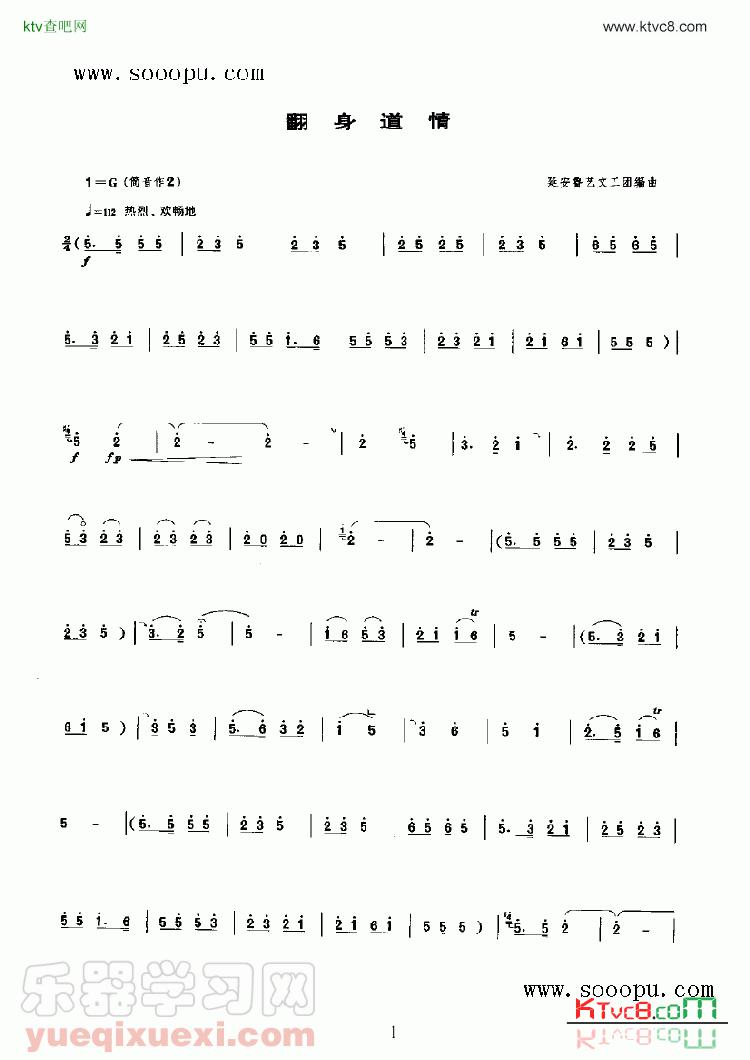 ktv查吧网 www.ktvc8.com
www.sooopu.com
翻身道情
1=G (筒音作2) 延安鲁艺文工团编曲
♩=112 热烈、欢畅地
2/4 (5. 5 5 5 | 2 3 5 2 3 5 | 2 5 2 5 | 2 3 5 | 6 5 6 5 |
f
5. 3 2 1 | 2 5 2 3 | 5 5 1. 6 5 5 5 3 | 2 3 2 1 | 2 1 6 1 | 5 5 5 ) |
5 2 | 2 - 2 - | 2 5 | 3. 2 1 | 2. 2 2 5 |
f fp
5 3 2 3 | 2 3 2 3 | 2 0 2 0 | 2 - | 2 - | (5. 5 5 5 | 2 3 5 |
2 3 5 ) | 3. 2 5 | 5 - | 1 6 5 3 | 2 1 1 6 | 5 - | (5. 3 2 1 |
tr
6 1 5 ) | 3 5 3 | 5. 6 3 2 | 1 5 | 3 6 | 5 1 | 2. 5 1 6 |
tr
5 - | (5. 5 5 5 | 2 3 5 | 2 3 5 6 5 6 5 | 5. 3 2 1 | 2 5 2 3 |
5 5 1. 6 | 5 5 5 3 | 2 3 2 1 | 2 1 6 1 | 5 5 5 ) | 5. 5 2 | 2 - |
乐器学习网
yueqixuexi.com
www.sooopu.com
KTvc8.com
1